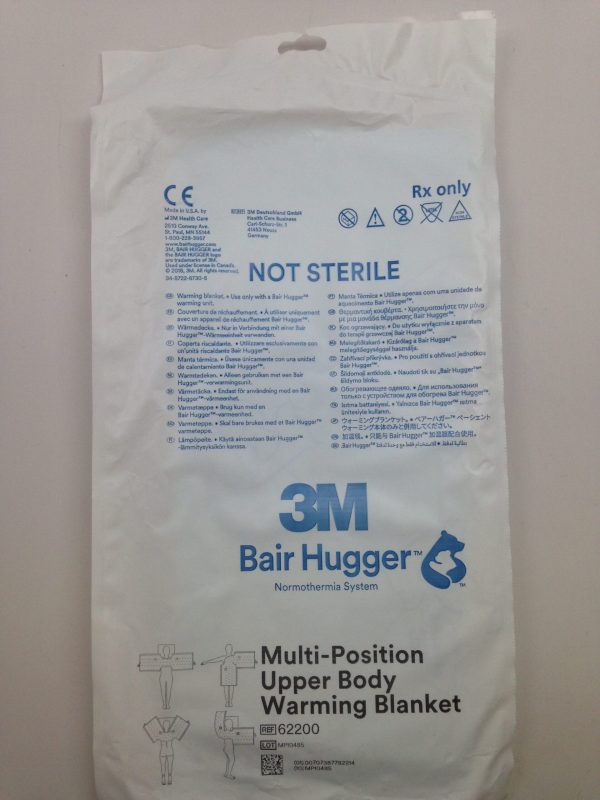 CE
Made in U.S.A. by
3M Health Care
2510 Conway Ave.
St. Paul, MN 55144
1-800-228-3957
www.bairhugger.com
3M, BAIR HUGGER and
the BAIR HUGGER logo
are trademarks of 3M.
Used under license in Canada.
© 2016, 3M. All rights reserved.
34-8722-6730-6
EC REP
3M Deutschland GmbH
Health Care Business
Carl-Schurz-Str. 1
41453 Neuss
Germany
Rx only
NOT STERILE
Warming blanket. • Use only with a Bair Hugger™
warming unit.
Couverture de réchauffement. • À utiliser uniquement
avec un appareil de réchauffement Bair Hugger™.
Wärmedecke. • Nur in Verbindung mit einer Bair
Hugger™-Wärmeeinheit verwenden.
Coperta riscaldante. • Utilizzare esclusivamente con
un'unità riscaldante Bair Hugger™.
Manta térmica. • Úsese únicamente con una unidad
de calentamiento Bair Hugger™.
Warmtedeken. • Alleen gebruiken met een Bair
Hugger™-verwarmingsunit.
Värmetäcke. • Endast för användning med en Bair
Hugger™-värmeenhet.
Varmetæppe • Brug kun med en
Bair Hugger™-varmeenhed.
Varmeteppe. • Skal bare brukes med et Bair Hugger™
varmeteppe.
Lämpöpeite. • Käytä ainoastaan Bair Hugger™
-lämmitysyksikön kanssa.
Manta Térmica • Utilize apenas com uma unidade de
aquecimento Bair Hugger™.
Θερμαντική κουβέρτα. • Χρησιμοποιήστε την μόνο
με μια μονάδα θέρμανσης Bair Hugger™.
Koc ogrzewający. • Do użytku wyłącznie z aparatem
do terapii grzewczej Bair Hugger™.
Melegítőtakaró • Kizárólag a Bair Hugger™
melegítőegységgel használja.
Zahřívací přikrývka. • Pro použití s ohřívací jednotkou
Bair Hugger™.
Šildomoji antklodė. • Naudoti tik su „Bair Hugger™“
šildymo bloku.
Обогревающее одеяло. • Для использования
только с устройством для обогрева Bair Hugger™.
Isıtma battaniyesi. • Yalnızca Bair Hugger™ ısıtma
ünitesiyle kullanın.
ウォーミングブランケット。• ベアーハガー™ ペーシェント
ウォーミング本体のみと併用してください。
加温毯。• 只能与 Bair Hugger™ 加温器配合使用。
3M
Bair Hugger™
Normothermia System
TM
Multi-Position
Upper Body
Warming Blanket
REF 62200
LOT MPI0485
(01) 00707387792214
(10) MPI0485